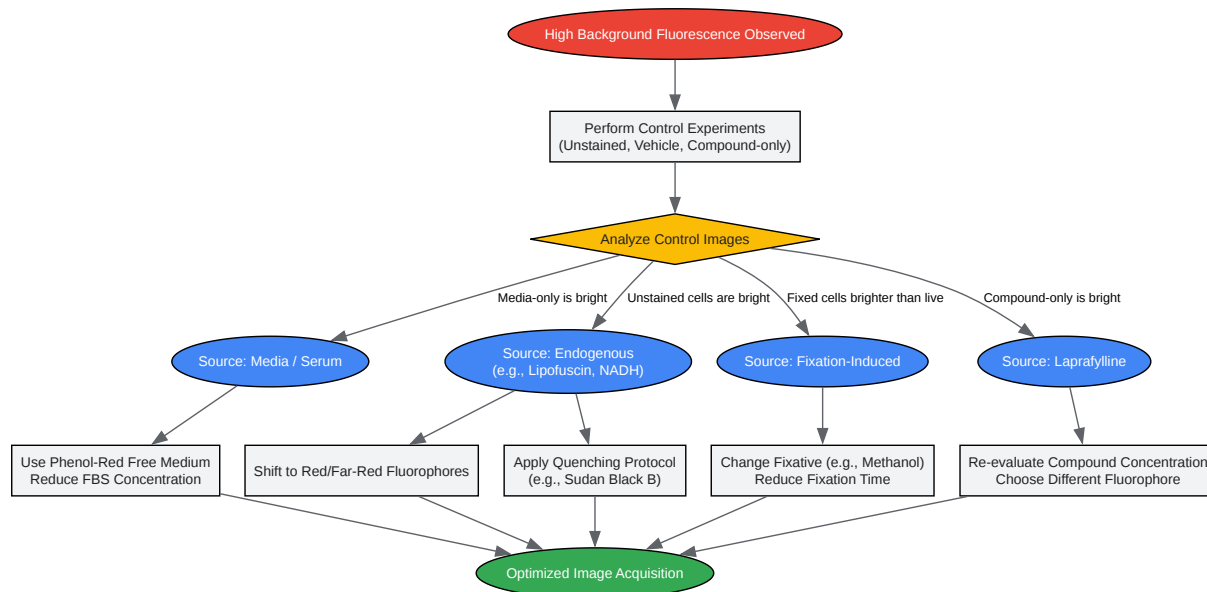 High Background Fluorescence Observed
Perform Control Experiments
(Unstained, Vehicle, Compound-only)
Analyze Control Images
Media-only is bright
Unstained cells are bright
Fixed cells brighter than live
Compound-only is bright
Source: Media / Serum
Source: Endogenous
(e.g., Lipofuscin, NADH)
Source: Fixation-Induced
Source: Laprafylline
Use Phenol-Red Free Medium
Reduce FBS Concentration
Shift to Red/Far-Red Fluorophores
Apply Quenching Protocol
(e.g., Sudan Black B)
Change Fixative (e.g., Methanol)
Reduce Fixation Time
Re-evaluate Compound Concentration
Choose Different Fluorophore
Optimized Image Acquisition